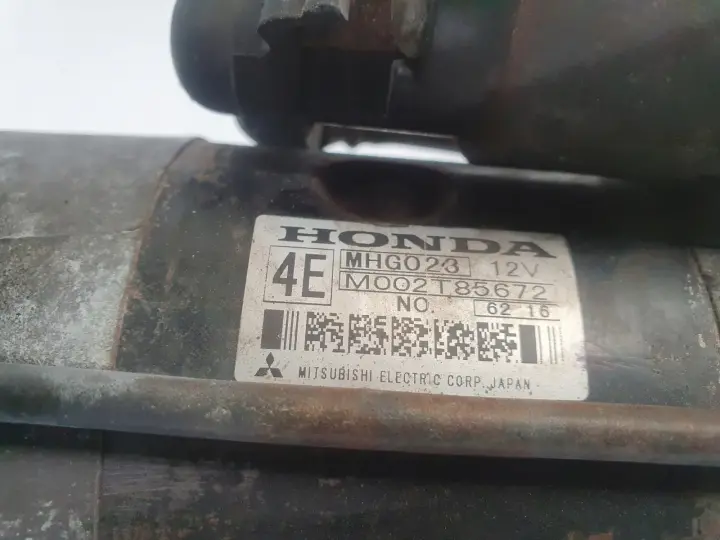 HONDA
4E MHG023 12V
M002T85672
NO. 62 16
MITSUBISHI ELECTRIC CORP. JAPAN